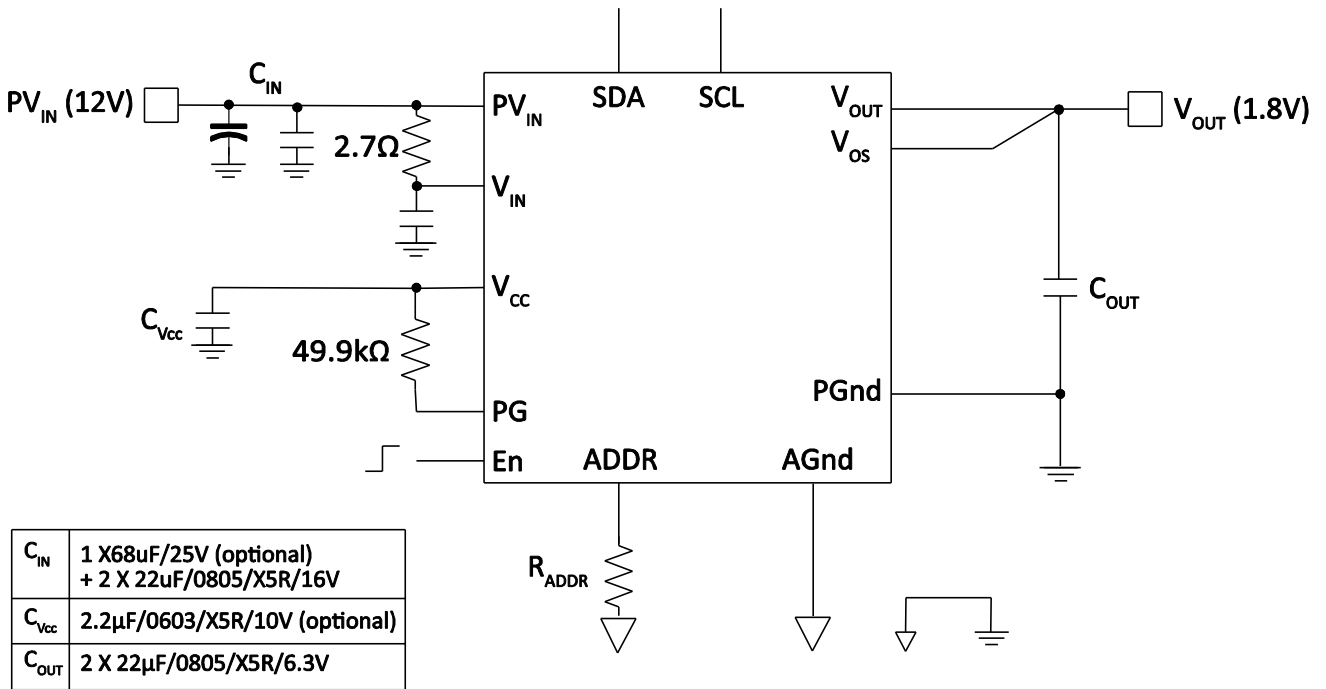 SDA
SCL
C_IN
PV_IN (12V)
PV_IN
V_OUT
V_OUT (1.8V)
2.7Ω
V_OS
V_IN
V_CC
C_OUT
C_Vcc
49.9kΩ
PGnd
PG
En
ADDR
AGnd
R_ADDR
C_IN
1 X68uF/25V (optional)
+ 2 X 22uF/0805/X5R/16V
C_Vcc
2.2µF/0603/X5R/10V (optional)
C_OUT
2 X 22µF/0805/X5R/6.3V